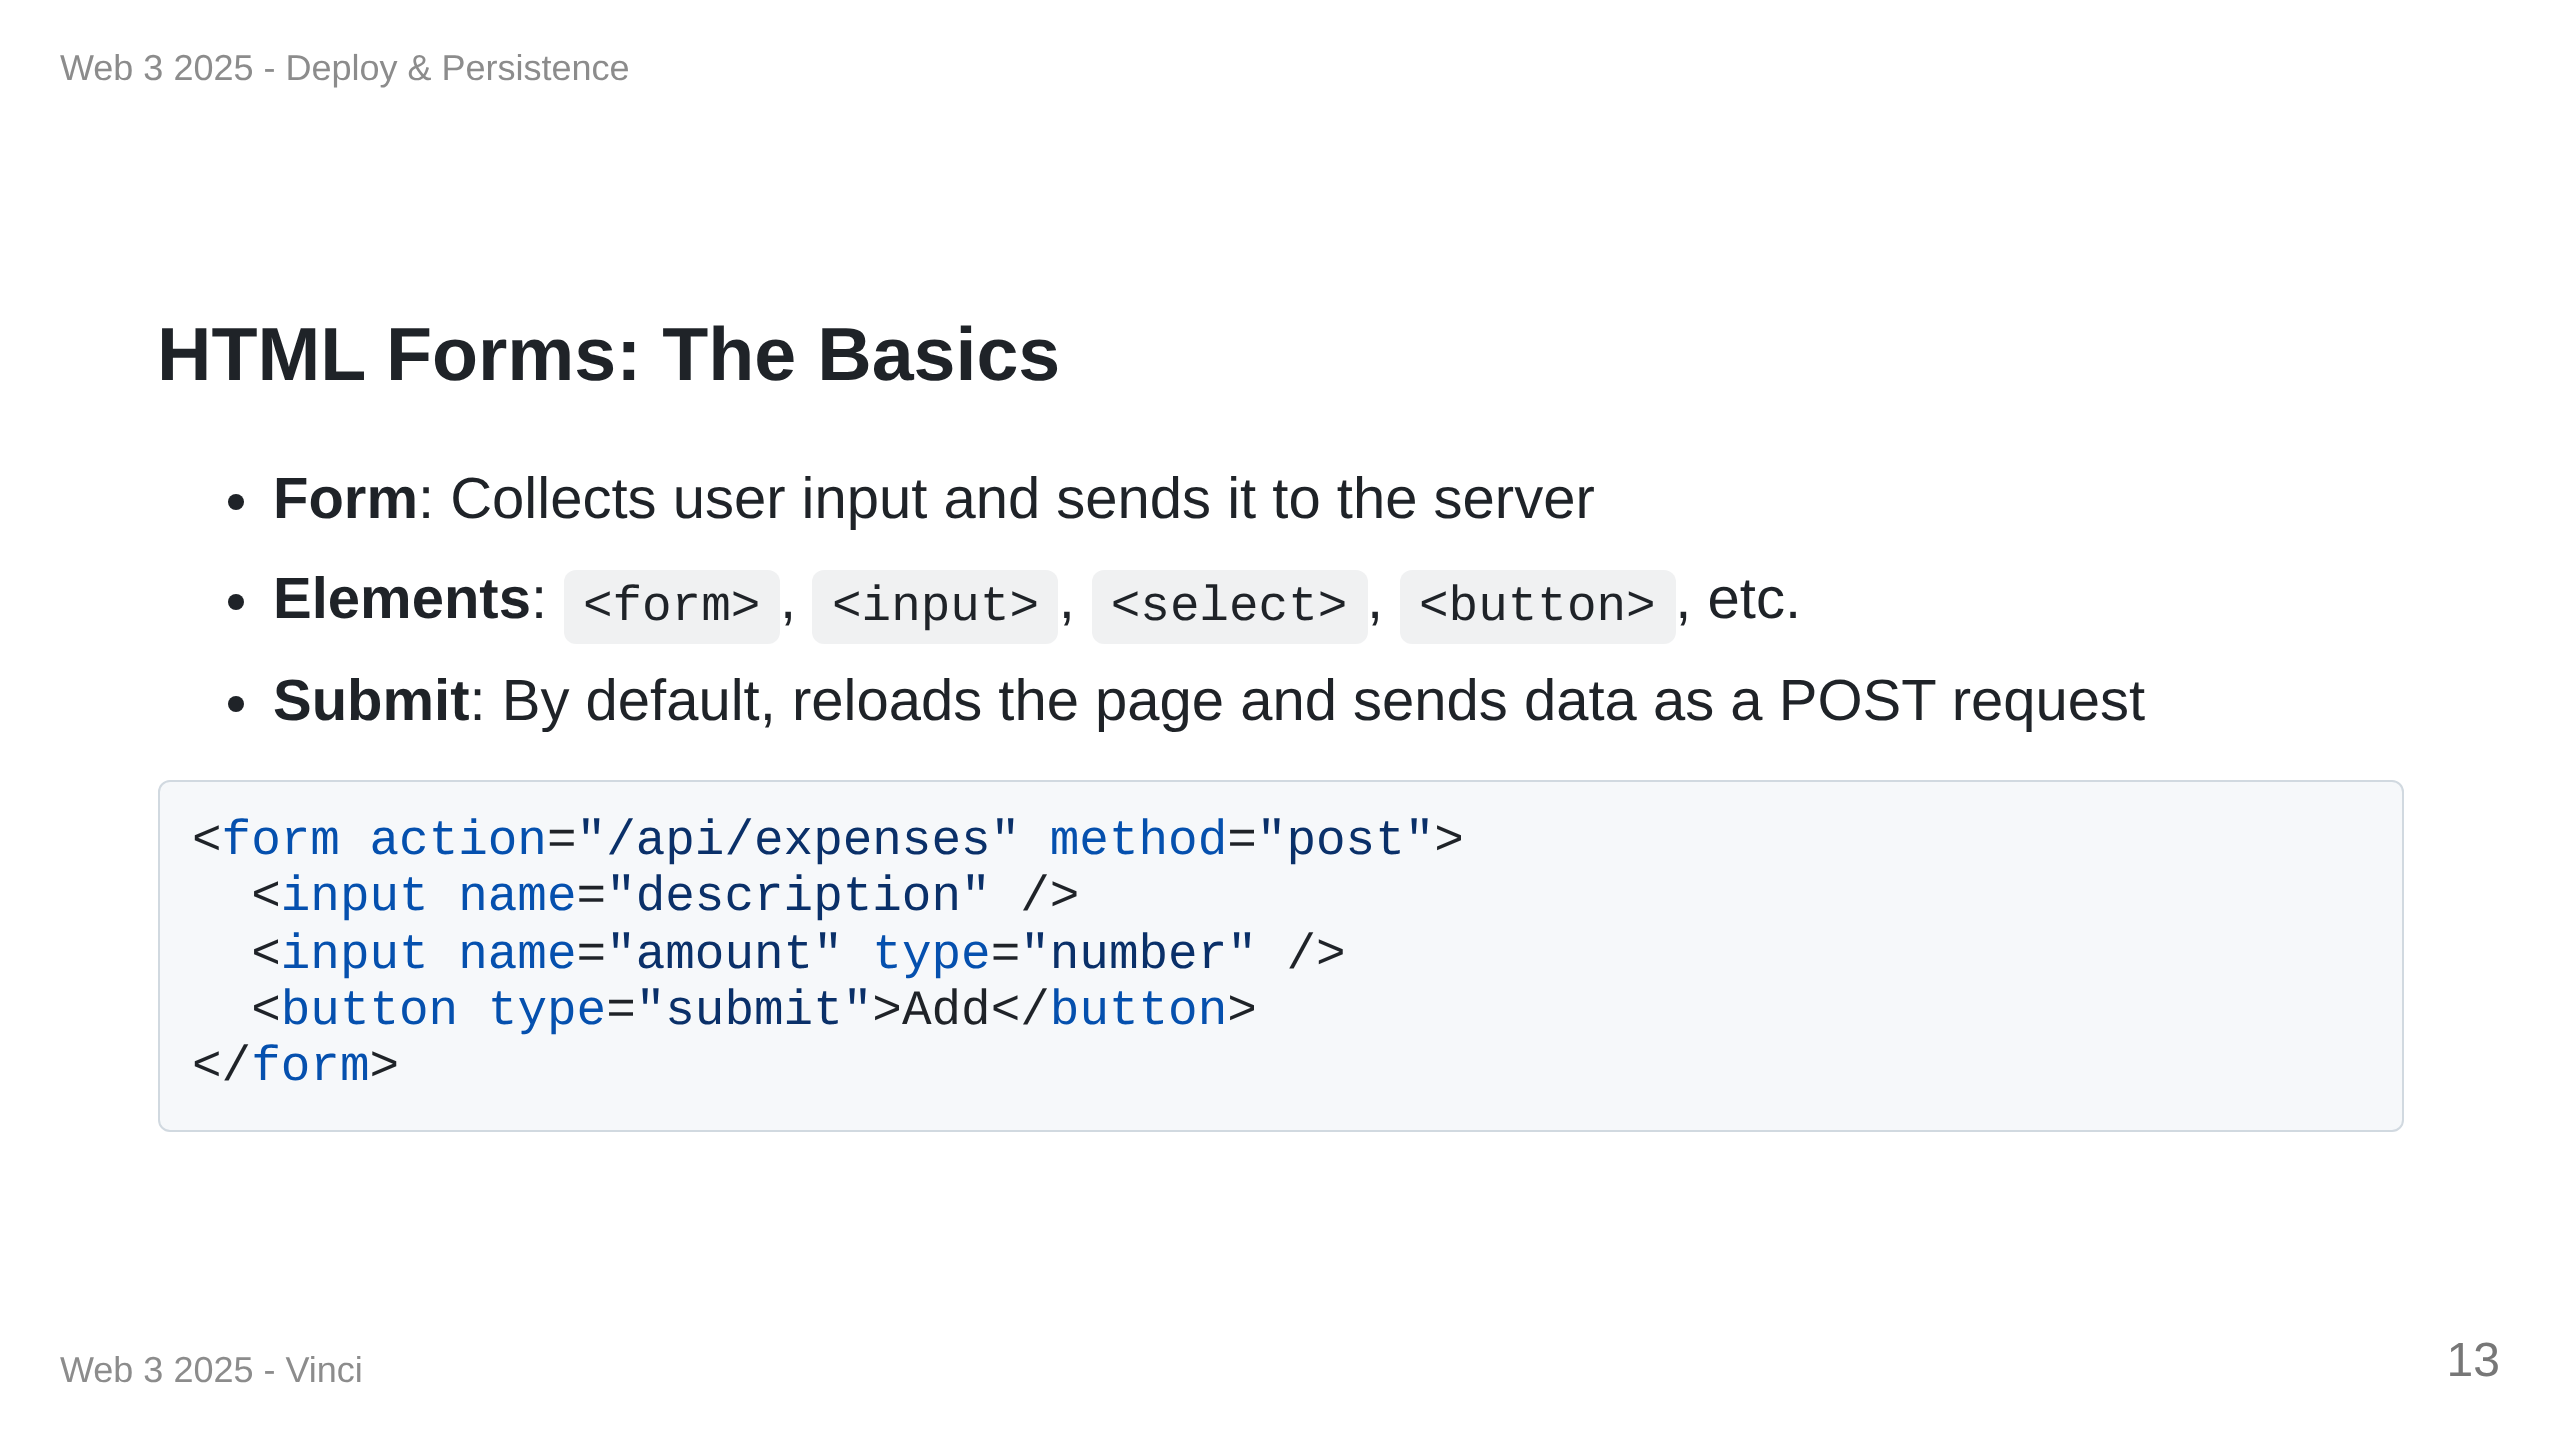 Web 3 2025 - Deploy & Persistence
HTML Forms: The Basics
• Form: Collects user input and sends it to the server
• Elements: <form>, <input>, <select>, <button>, etc.
• Submit: By default, reloads the page and sends data as a POST request
<form action="/api/expenses" method="post">
  <input name="description" />
  <input name="amount" type="number" />
  <button type="submit">Add</button>
</form>
Web 3 2025 - Vinci
13